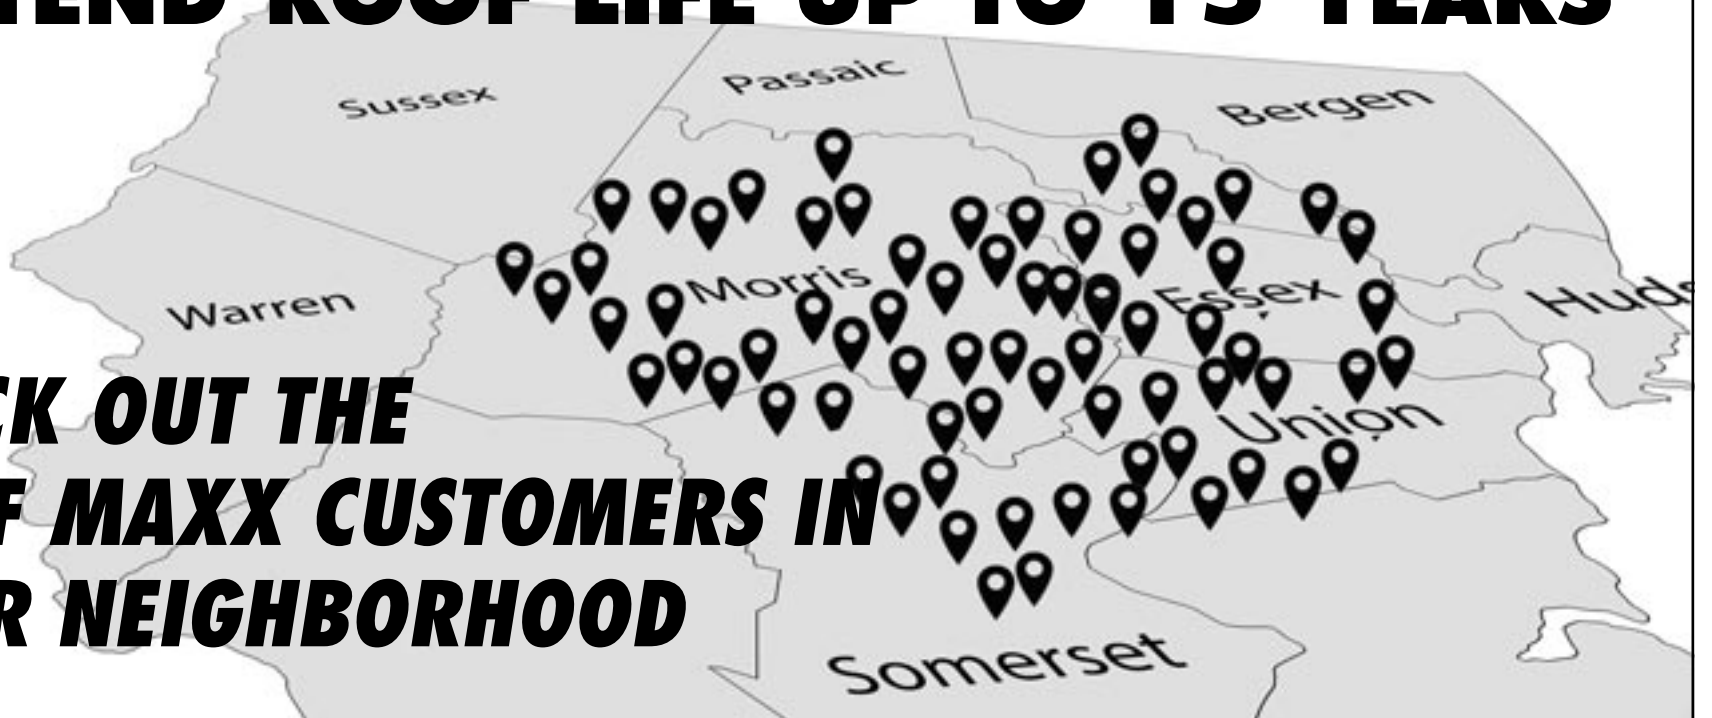 TEND ROOF LIFE UP TO 15 YEARS
Passaic
Sussex
Bergen
Morris
Essex
Warren
Huds
CK OUT THE
Union
F MAXX CUSTOMERS IN
R NEIGHBORHOOD
Somerset